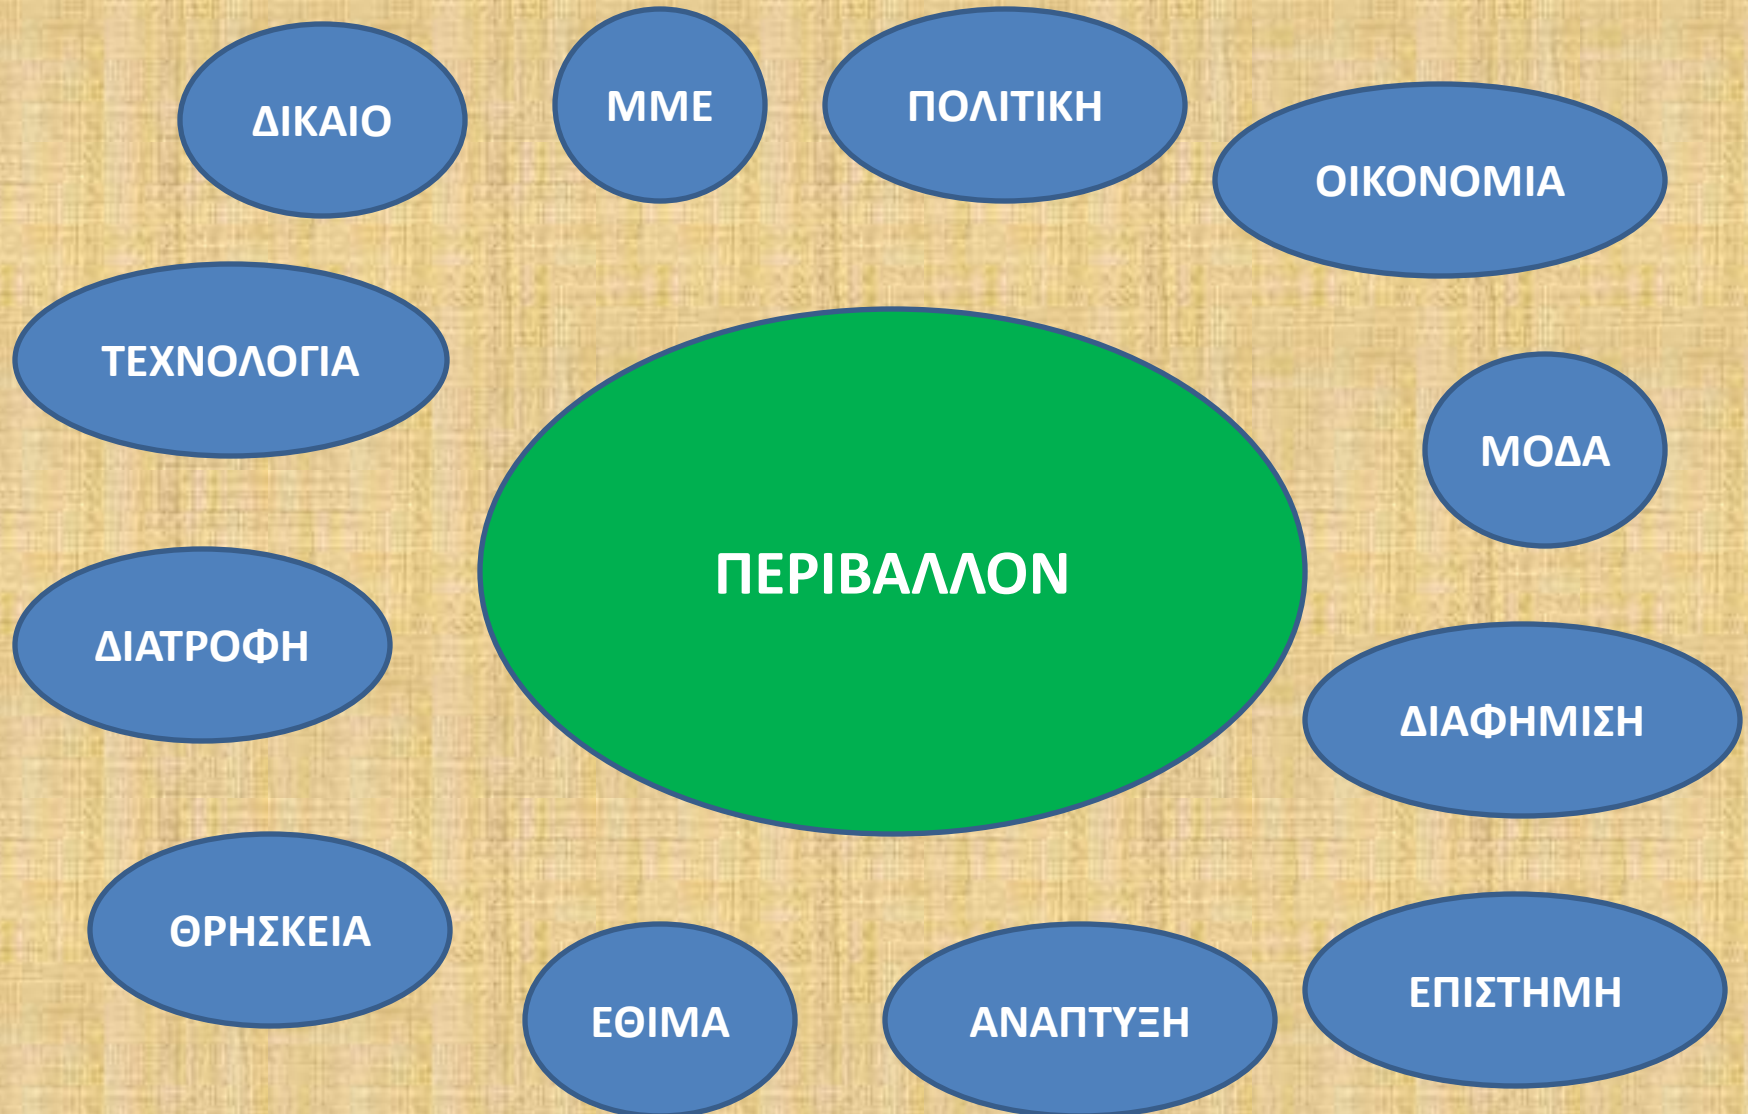 ΔΙΚΑΙΟ
ΜΜΕ
ΠΟΛΙΤΙΚΗ
ΟΙΚΟΝΟΜΙΑ
ΤΕΧΝΟΛΟΓΙΑ
ΜΟΔΑ
ΠΕΡΙΒΑΛΛΟΝ
ΔΙΑΤΡΟΦΗ
ΔΙΑΦΗΜΙΣΗ
ΘΡΗΣΚΕΙΑ
ΕΘΙΜΑ
ΑΝΑΠΤΥΞΗ
ΕΠΙΣΤΗΜΗ